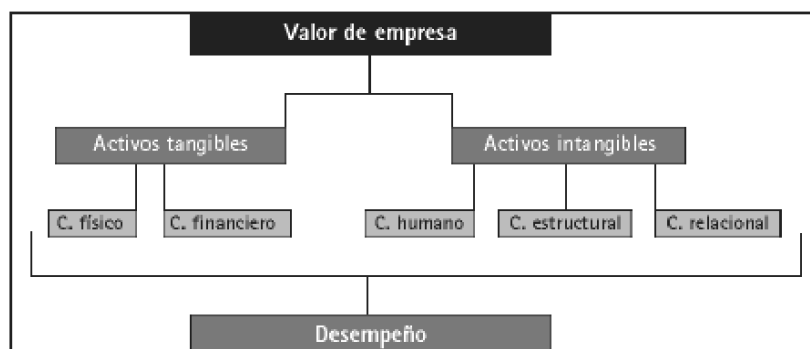 Valor de empresa
Activos tangibles
Activos intangibles
C. físico
C. financiero
C. humano
C. estructural
C. relacional
Desempeño